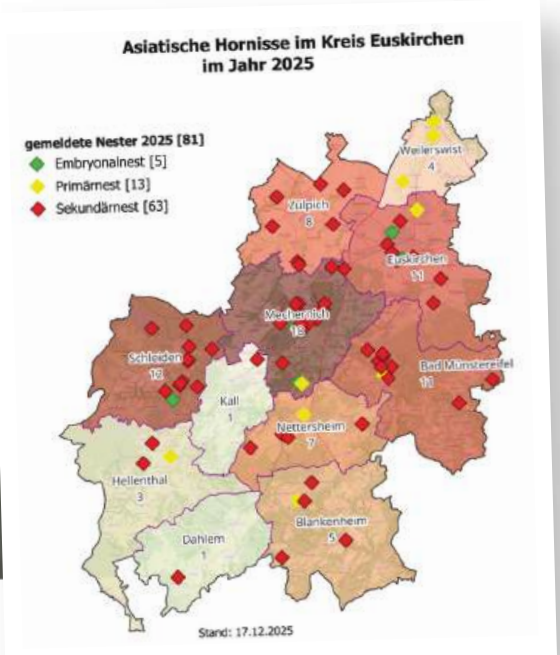 Asiatische Hornisse im Kreis Euskirchen
im Jahr 2025
gemeldete Nester 2025 [81]
Embryonalnest [5]
Primärnest [13]
Sekundärnest [63]
Weilerswist
4
Zülpich
8
Euskirchen
11
Mechernich
18
Schleiden
12
Bad Münstereifel
11
Kall
1
Nettersheim
7
Hellenthal
3
Blankenheim
5
Dahlem
1
Stand: 17.12.2025